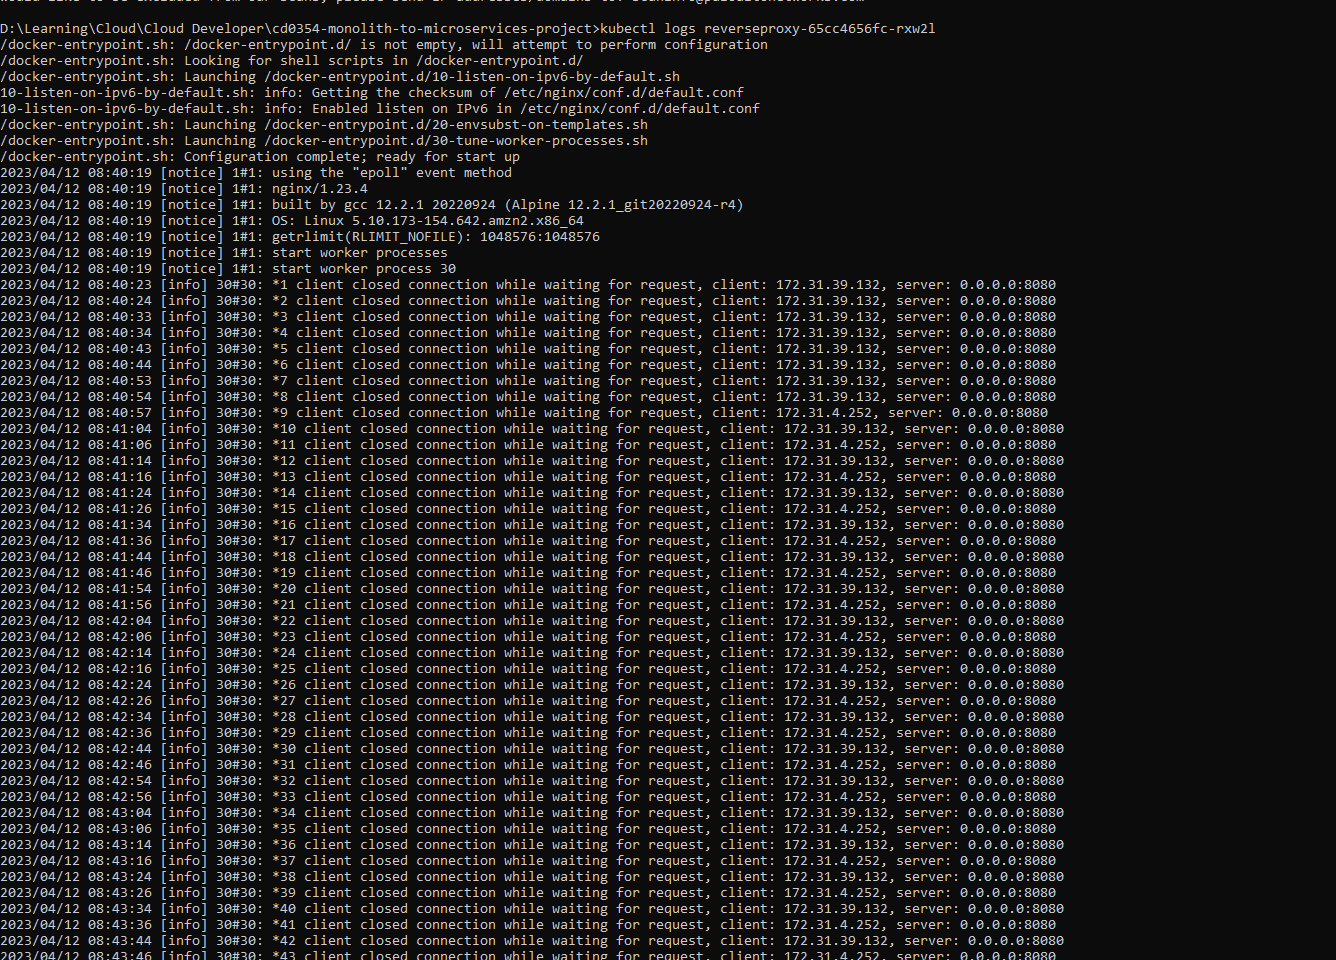 D:\Learning\Cloud\Cloud Developer\cd0354-monolith-to-microservices-project>kubectl logs reverseproxy-65cc4656fc-rxw2l
/docker-entrypoint.sh: /docker-entrypoint.d/ is not empty, will attempt to perform configuration
/docker-entrypoint.sh: Looking for shell scripts in /docker-entrypoint.d/
/docker-entrypoint.sh: Launching /docker-entrypoint.d/10-listen-on-ipv6-by-default.sh
10-listen-on-ipv6-by-default.sh: info: Getting the checksum of /etc/nginx/conf.d/default.conf
10-listen-on-ipv6-by-default.sh: info: Enabled listen on IPv6 in /etc/nginx/conf.d/default.conf
/docker-entrypoint.sh: Launching /docker-entrypoint.d/20-envsubst-on-templates.sh
/docker-entrypoint.sh: Launching /docker-entrypoint.d/30-tune-worker-processes.sh
/docker-entrypoint.sh: Configuration complete; ready for start up
2023/04/12 08:40:19 [notice] 1#1: using the "epoll" event method
2023/04/12 08:40:19 [notice] 1#1: nginx/1.23.4
2023/04/12 08:40:19 [notice] 1#1: built by gcc 12.2.1 20220924 (Alpine 12.2.1_git20220924-r4)
2023/04/12 08:40:19 [notice] 1#1: OS: Linux 5.10.173-154.642.amzn2.x86_64
2023/04/12 08:40:19 [notice] 1#1: getrlimit(RLIMIT_NOFILE): 1048576:1048576
2023/04/12 08:40:19 [notice] 1#1: start worker processes
2023/04/12 08:40:19 [notice] 1#1: start worker process 30
2023/04/12 08:40:23 [info] 30#30: *1 client closed connection while waiting for request, client: 172.31.39.132, server: 0.0.0.0:8080
2023/04/12 08:40:24 [info] 30#30: *2 client closed connection while waiting for request, client: 172.31.39.132, server: 0.0.0.0:8080
2023/04/12 08:40:33 [info] 30#30: *3 client closed connection while waiting for request, client: 172.31.39.132, server: 0.0.0.0:8080
2023/04/12 08:40:34 [info] 30#30: *4 client closed connection while waiting for request, client: 172.31.39.132, server: 0.0.0.0:8080
2023/04/12 08:40:43 [info] 30#30: *5 client closed connection while waiting for request, client: 172.31.39.132, server: 0.0.0.0:8080
2023/04/12 08:40:44 [info] 30#30: *6 client closed connection while waiting for request, client: 172.31.39.132, server: 0.0.0.0:8080
2023/04/12 08:40:53 [info] 30#30: *7 client closed connection while waiting for request, client: 172.31.39.132, server: 0.0.0.0:8080
2023/04/12 08:40:54 [info] 30#30: *8 client closed connection while waiting for request, client: 172.31.39.132, server: 0.0.0.0:8080
2023/04/12 08:40:57 [info] 30#30: *9 client closed connection while waiting for request, client: 172.31.4.252, server: 0.0.0.0:8080
2023/04/12 08:41:04 [info] 30#30: *10 client closed connection while waiting for request, client: 172.31.39.132, server: 0.0.0.0:8080
2023/04/12 08:41:06 [info] 30#30: *11 client closed connection while waiting for request, client: 172.31.4.252, server: 0.0.0.0:8080
2023/04/12 08:41:14 [info] 30#30: *12 client closed connection while waiting for request, client: 172.31.39.132, server: 0.0.0.0:8080
2023/04/12 08:41:16 [info] 30#30: *13 client closed connection while waiting for request, client: 172.31.4.252, server: 0.0.0.0:8080
2023/04/12 08:41:24 [info] 30#30: *14 client closed connection while waiting for request, client: 172.31.39.132, server: 0.0.0.0:8080
2023/04/12 08:41:26 [info] 30#30: *15 client closed connection while waiting for request, client: 172.31.4.252, server: 0.0.0.0:8080
2023/04/12 08:41:34 [info] 30#30: *16 client closed connection while waiting for request, client: 172.31.39.132, server: 0.0.0.0:8080
2023/04/12 08:41:36 [info] 30#30: *17 client closed connection while waiting for request, client: 172.31.4.252, server: 0.0.0.0:8080
2023/04/12 08:41:44 [info] 30#30: *18 client closed connection while waiting for request, client: 172.31.39.132, server: 0.0.0.0:8080
2023/04/12 08:41:46 [info] 30#30: *19 client closed connection while waiting for request, client: 172.31.4.252, server: 0.0.0.0:8080
2023/04/12 08:41:54 [info] 30#30: *20 client closed connection while waiting for request, client: 172.31.39.132, server: 0.0.0.0:8080
2023/04/12 08:41:56 [info] 30#30: *21 client closed connection while waiting for request, client: 172.31.4.252, server: 0.0.0.0:8080
2023/04/12 08:42:04 [info] 30#30: *22 client closed connection while waiting for request, client: 172.31.39.132, server: 0.0.0.0:8080
2023/04/12 08:42:06 [info] 30#30: *23 client closed connection while waiting for request, client: 172.31.4.252, server: 0.0.0.0:8080
2023/04/12 08:42:14 [info] 30#30: *24 client closed connection while waiting for request, client: 172.31.39.132, server: 0.0.0.0:8080
2023/04/12 08:42:16 [info] 30#30: *25 client closed connection while waiting for request, client: 172.31.4.252, server: 0.0.0.0:8080
2023/04/12 08:42:24 [info] 30#30: *26 client closed connection while waiting for request, client: 172.31.39.132, server: 0.0.0.0:8080
2023/04/12 08:42:26 [info] 30#30: *27 client closed connection while waiting for request, client: 172.31.4.252, server: 0.0.0.0:8080
2023/04/12 08:42:34 [info] 30#30: *28 client closed connection while waiting for request, client: 172.31.39.132, server: 0.0.0.0:8080
2023/04/12 08:42:36 [info] 30#30: *29 client closed connection while waiting for request, client: 172.31.4.252, server: 0.0.0.0:8080
2023/04/12 08:42:44 [info] 30#30: *30 client closed connection while waiting for request, client: 172.31.39.132, server: 0.0.0.0:8080
2023/04/12 08:42:46 [info] 30#30: *31 client closed connection while waiting for request, client: 172.31.4.252, server: 0.0.0.0:8080
2023/04/12 08:42:54 [info] 30#30: *32 client closed connection while waiting for request, client: 172.31.39.132, server: 0.0.0.0:8080
2023/04/12 08:42:56 [info] 30#30: *33 client closed connection while waiting for request, client: 172.31.4.252, server: 0.0.0.0:8080
2023/04/12 08:43:04 [info] 30#30: *34 client closed connection while waiting for request, client: 172.31.39.132, server: 0.0.0.0:8080
2023/04/12 08:43:06 [info] 30#30: *35 client closed connection while waiting for request, client: 172.31.4.252, server: 0.0.0.0:8080
2023/04/12 08:43:14 [info] 30#30: *36 client closed connection while waiting for request, client: 172.31.39.132, server: 0.0.0.0:8080
2023/04/12 08:43:16 [info] 30#30: *37 client closed connection while waiting for request, client: 172.31.4.252, server: 0.0.0.0:8080
2023/04/12 08:43:24 [info] 30#30: *38 client closed connection while waiting for request, client: 172.31.39.132, server: 0.0.0.0:8080
2023/04/12 08:43:26 [info] 30#30: *39 client closed connection while waiting for request, client: 172.31.4.252, server: 0.0.0.0:8080
2023/04/12 08:43:34 [info] 30#30: *40 client closed connection while waiting for request, client: 172.31.39.132, server: 0.0.0.0:8080
2023/04/12 08:43:36 [info] 30#30: *41 client closed connection while waiting for request, client: 172.31.4.252, server: 0.0.0.0:8080
2023/04/12 08:43:44 [info] 30#30: *42 client closed connection while waiting for request, client: 172.31.39.132, server: 0.0.0.0:8080
2023/04/12 08:43:46 [info] 30#30: *43 client closed connection while waiting for request, client: 172.31.4.252, server: 0.0.0.0:8080